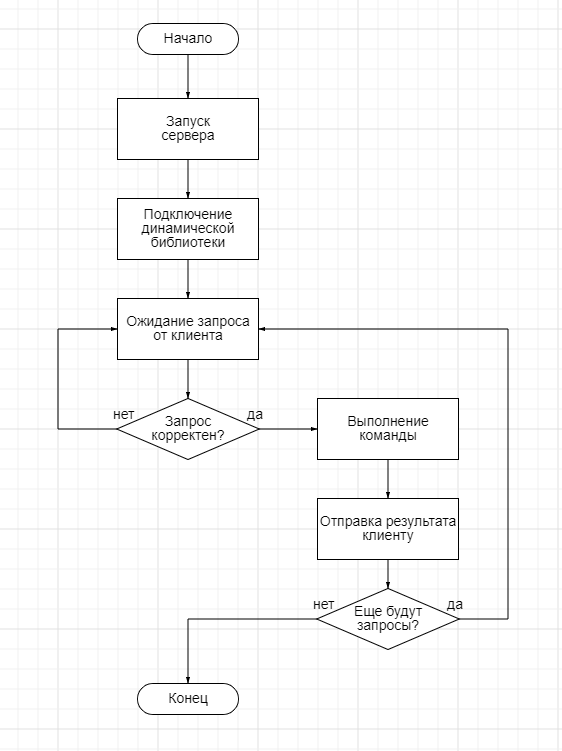 Начало
Запуск
сервера
Подключение
динамической
библиотеки
Ожидание запроса
от клиента
нет
Запрос
корректен?
да
Выполнение
команды
Отправка результата
клиенту
нет
Еще будут
запросы?
да
Конец